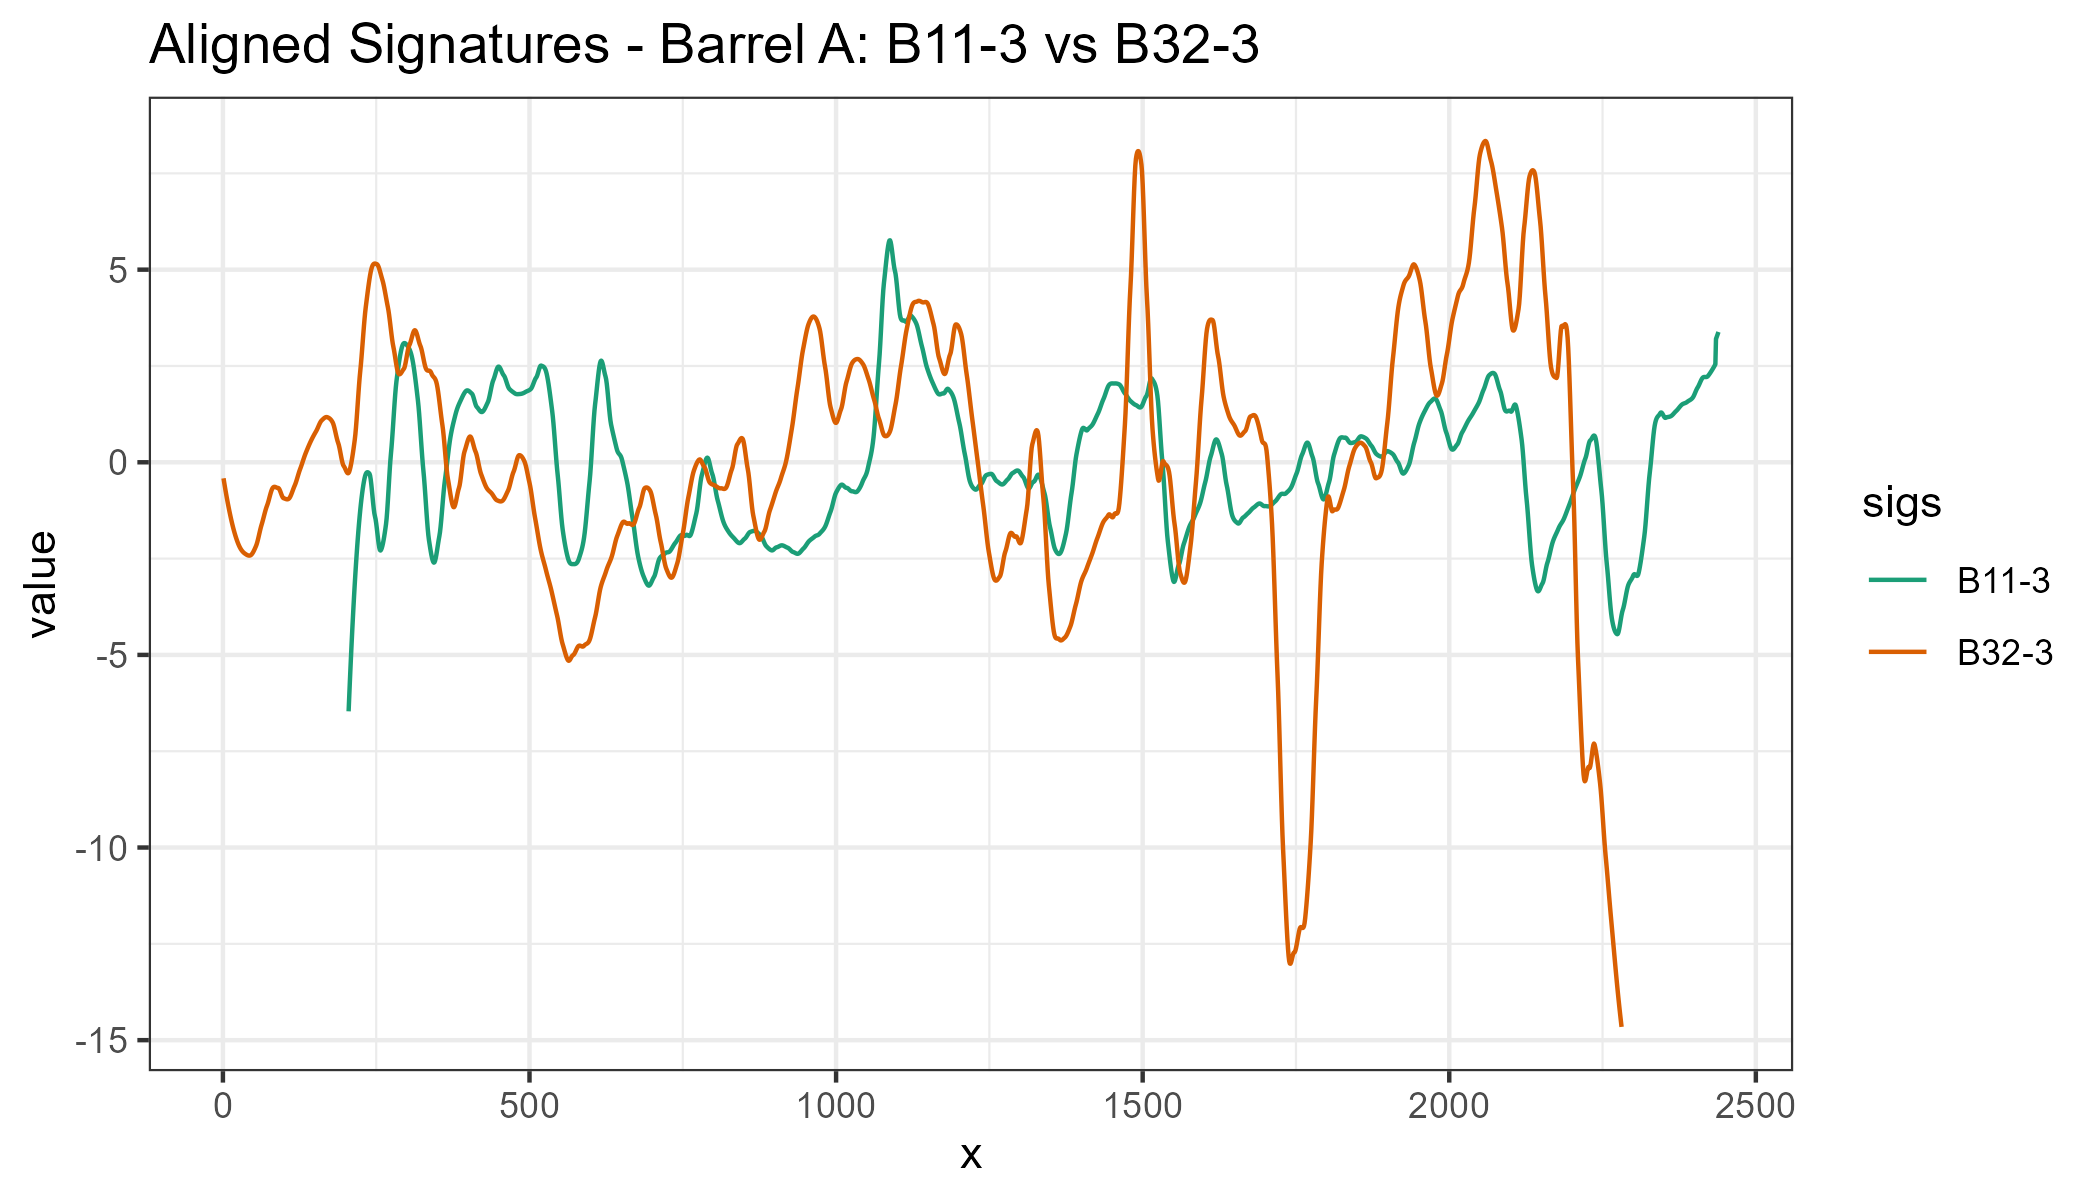 Aligned Signatures - Barrel A: B11-3 vs B32-3
value
5
0
-5
-10
-15
0 500 1000 1500 2000 2500
x
sigs
B11-3
B32-3